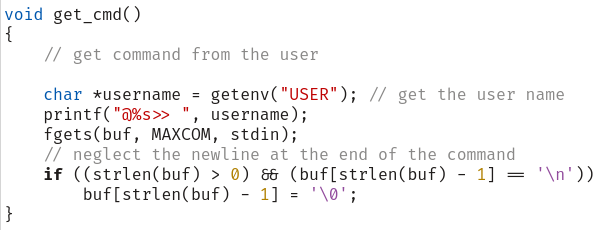 void get_cmd()
{
    // get command from the user

    char *username = getenv("USER"); // get the user name
    printf("@%s>> ", username);
    fgets(buf, MAXCOM, stdin);
    // neglect the newline at the end of the command
    if ((strlen(buf) > 0) && (buf[strlen(buf) - 1] == '\n'))
        buf[strlen(buf) - 1] = '\0';
}